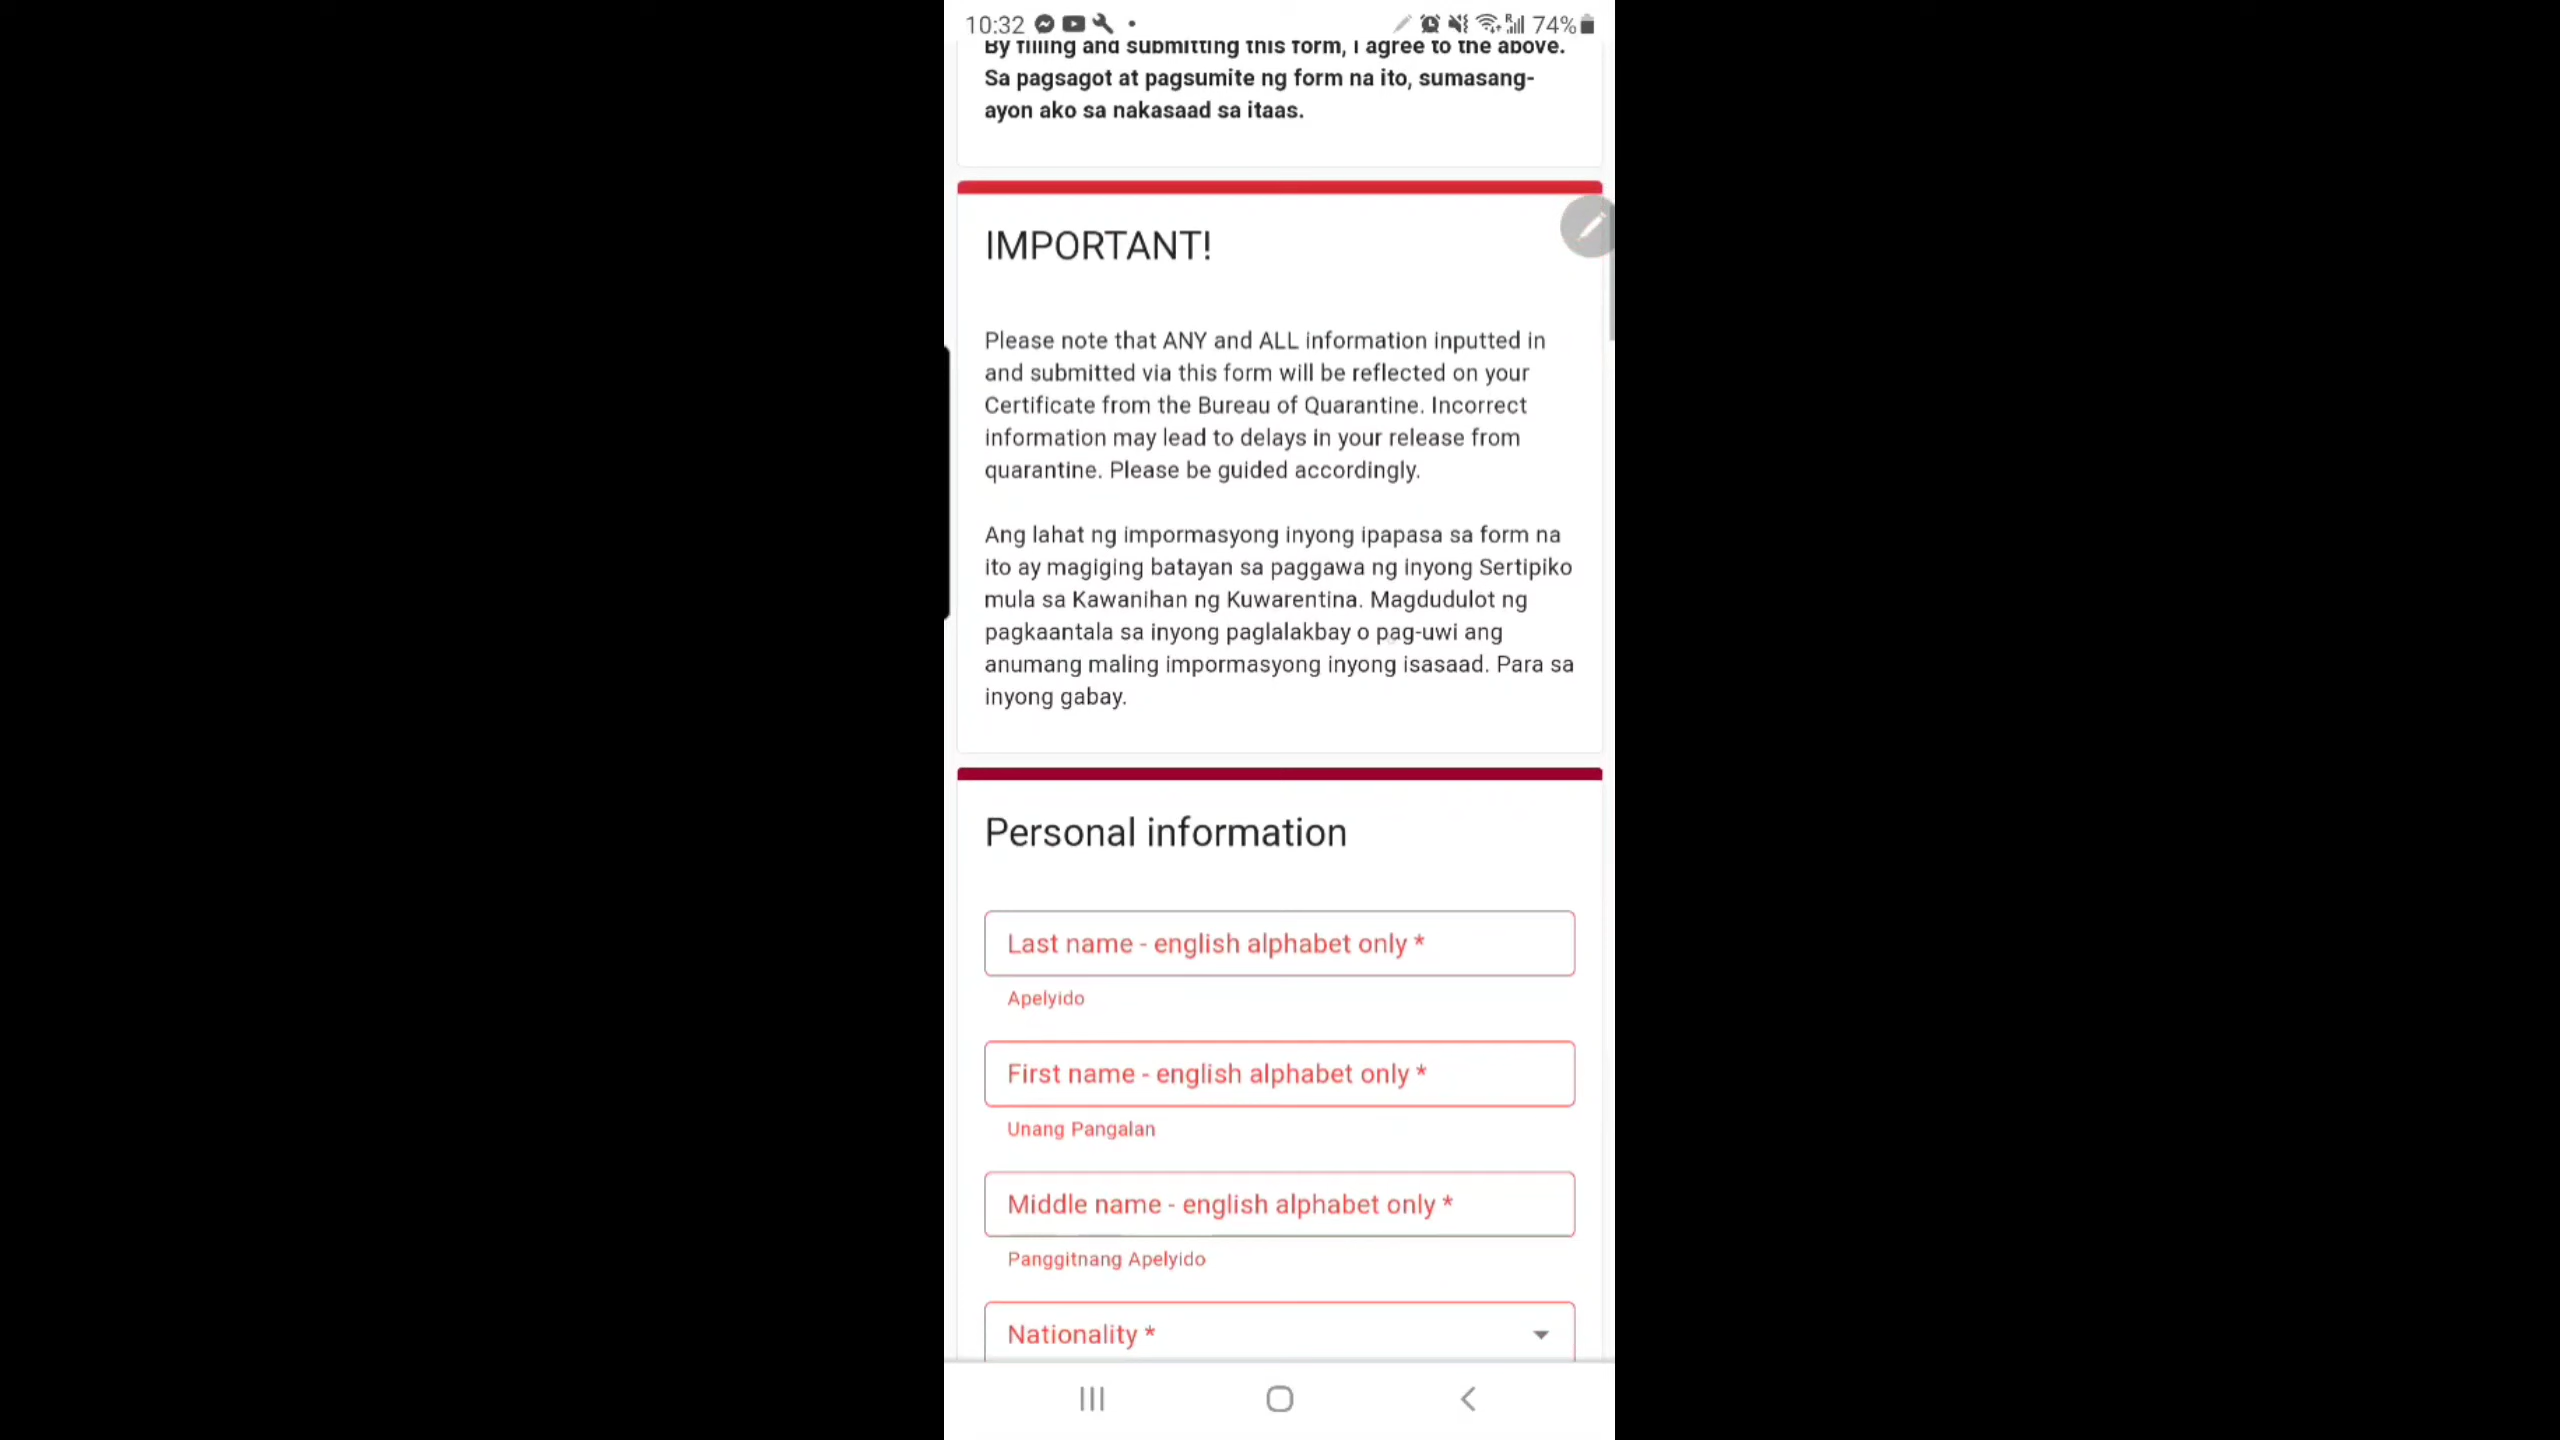 10:32
74%
By filling and submitting this form, I agree to the above.
Sa pagsagot at pagsumite ng form na ito, sumasang-
ayon ako sa nakasaad sa itaas.
IMPORTANT!
Please note that ANY and ALL information inputted in
and submitted via this form will be reflected on your
Certificate from the Bureau of Quarantine. Incorrect
information may lead to delays in your release from
quarantine. Please be guided accordingly.
Ang lahat ng impormasyong inyong ipapasa sa form na
ito ay magiging batayan sa paggawa ng inyong Sertipiko
mula sa Kawanihan ng Kuwarentina. Magdudulot ng
pagkaantala sa inyong paglalakbay o pag-uwi ang
anumang maling impormasyong inyong isasaad. Para sa
inyong gabay.
Personal information
Last name - english alphabet only *
Apelyido
First name - english alphabet only *
Unang Pangalan
Middle name - english alphabet only *
Panggitnang Apelyido
Nationality *